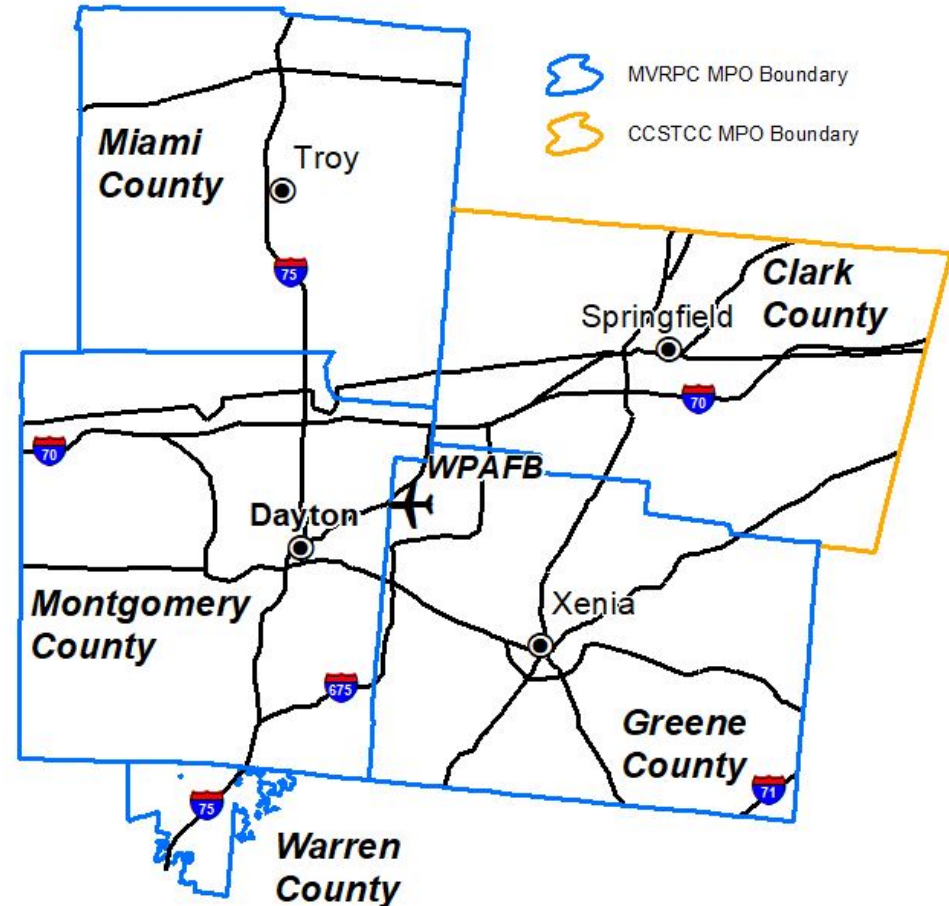 MVRPC MPO Boundary
CCSTCC MPO Boundary
Miami
County
Troy
75
Clark
County
Springfield
70
70
WPAFB
Dayton
Montgomery
County
Xenia
675
Greene
County
71
75
Warren
County